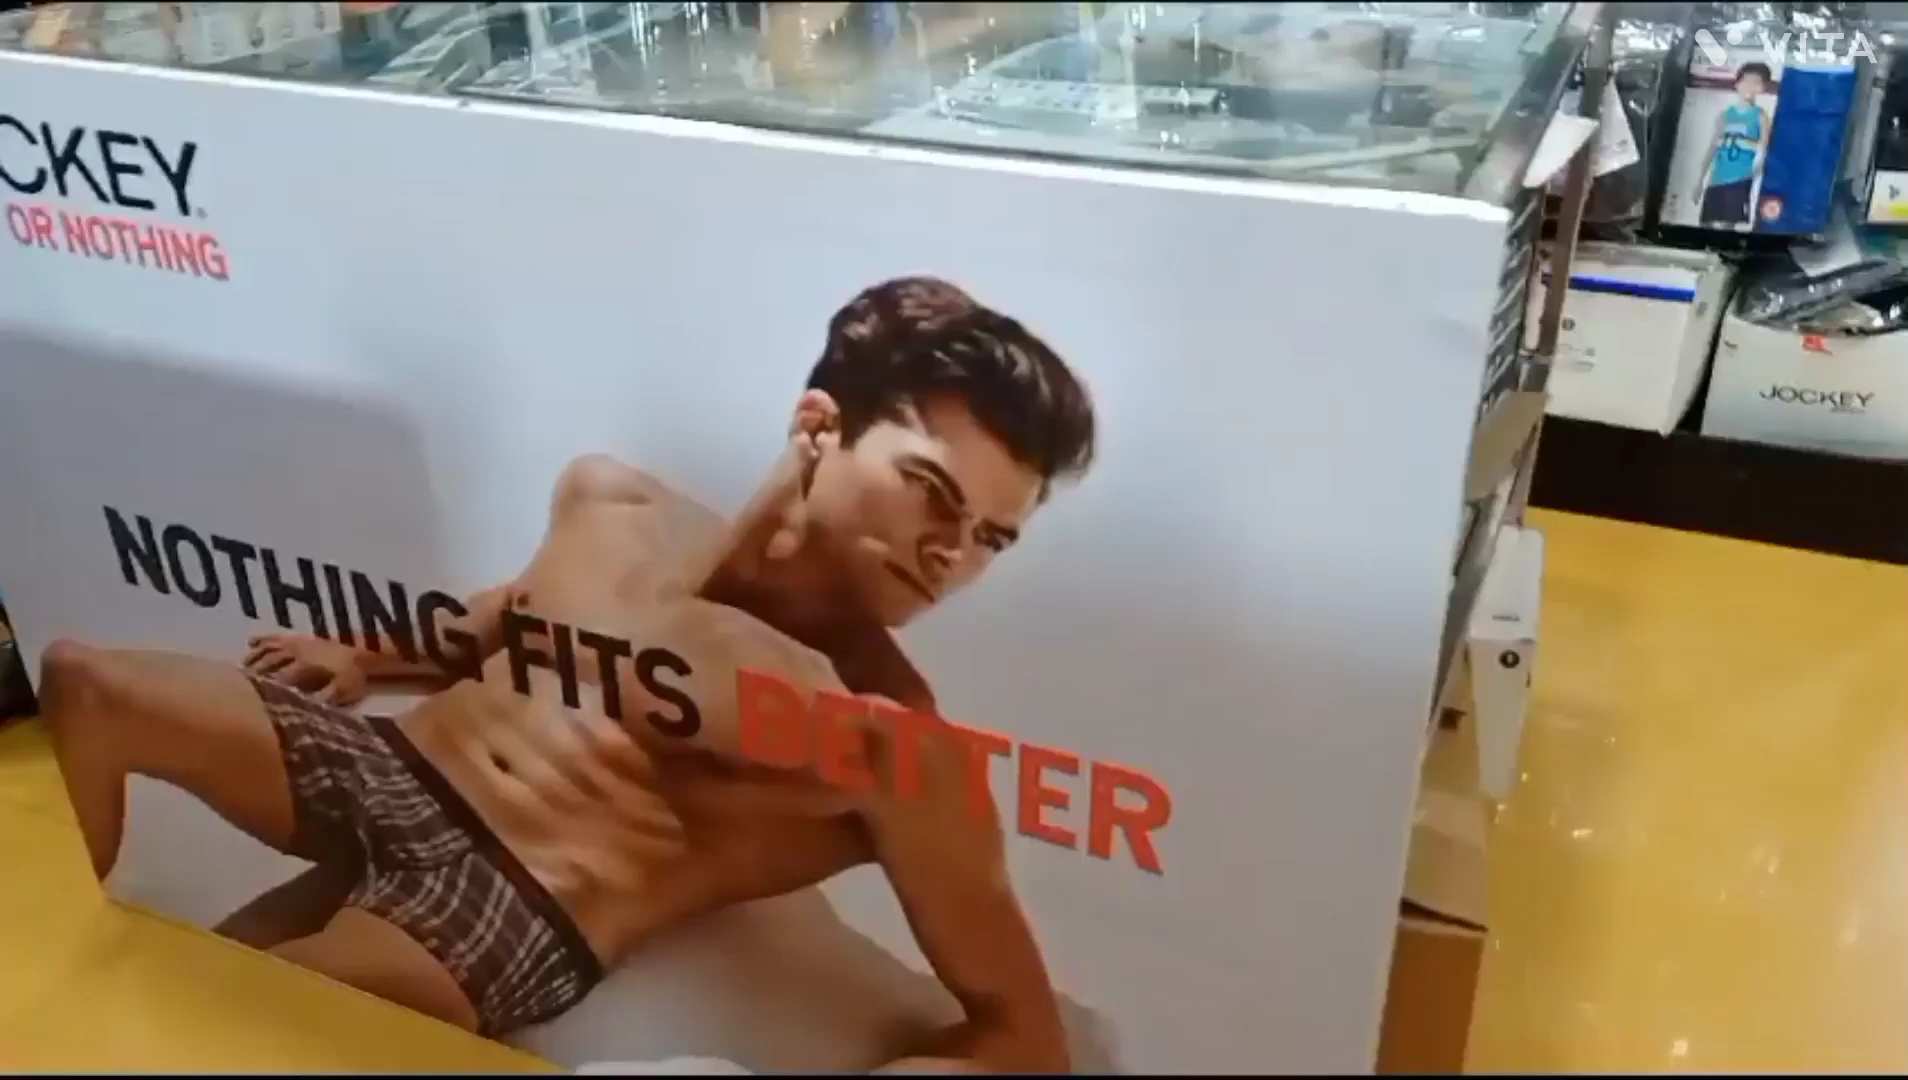 CKEY
OR NOTHING
NOTHING FITS BETTER
VITA
JOCKEY